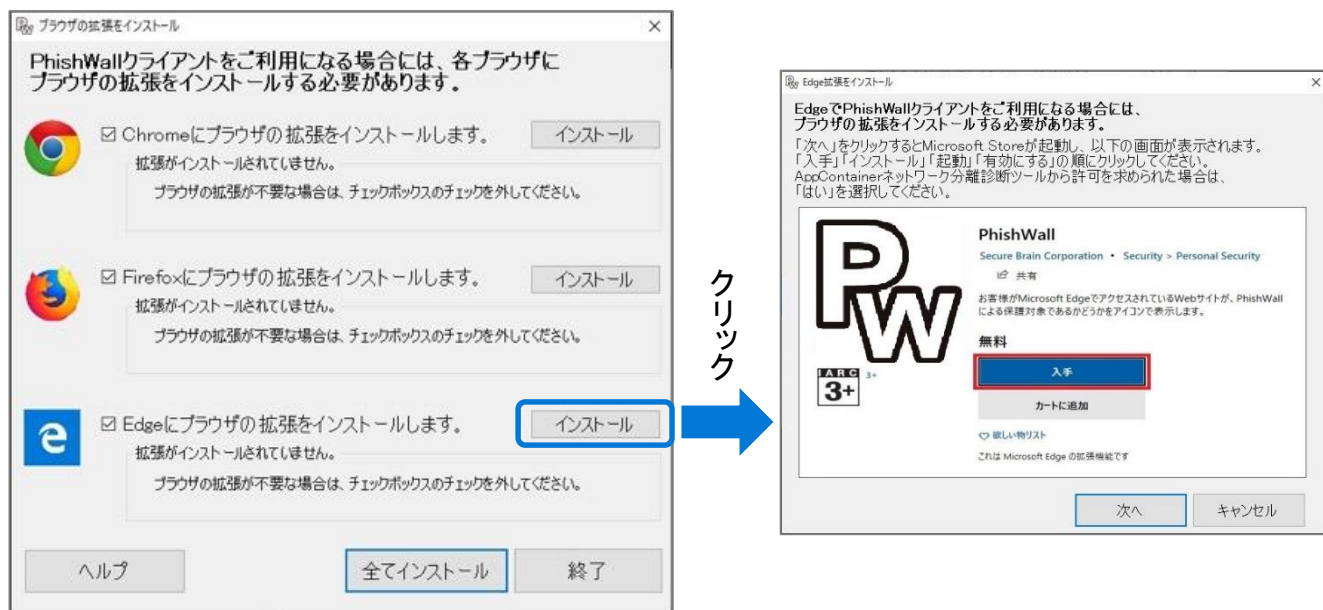 ブラウザの拡張をインストール
PhishWallクライアントをご利用になる場合には、各ブラウザに
ブラウザの拡張をインストールする必要があります。
Chromeにブラウザの拡張をインストールします。
インストール
拡張がインストールされていません。
ブラウザの拡張が不要な場合は、チェックボックスのチェックを外してください。
Firefoxにブラウザの拡張をインストールします。
インストール
拡張がインストールされていません。
ブラウザの拡張が不要な場合は、チェックボックスのチェックを外してください。
Edgeにブラウザの拡張をインストールします。
インストール
拡張がインストールされていません。
ブラウザの拡張が不要な場合は、チェックボックスのチェックを外してください。
ヘルプ
全てインストール
終了
クリック
Edge拡張をインストール
EdgeでPhishWallクライアントをご利用になる場合には、
ブラウザの拡張をインストールする必要があります。
「次へ」をクリックするとMicrosoft Storeが起動し、以下の画面が表示されます。
「入手」「インストール」「起動」「有効にする」の順にクリックしてください。
AppContainerネットワーク分離診断ツールから許可を求められた場合は、
「はい」を選択してください。
PW
IARC
3+
3+
PhishWall
Secure Brain Corporation • Security > Personal Security
共有
お客様がMicrosoft EdgeでアクセスされているWebサイトが、PhishWall
による保護対象であるかどうかをアイコンで表示します。
無料
入手
カートに追加
欲しい物リスト
これは Microsoft Edge の拡張機能です
次へ
キャンセル